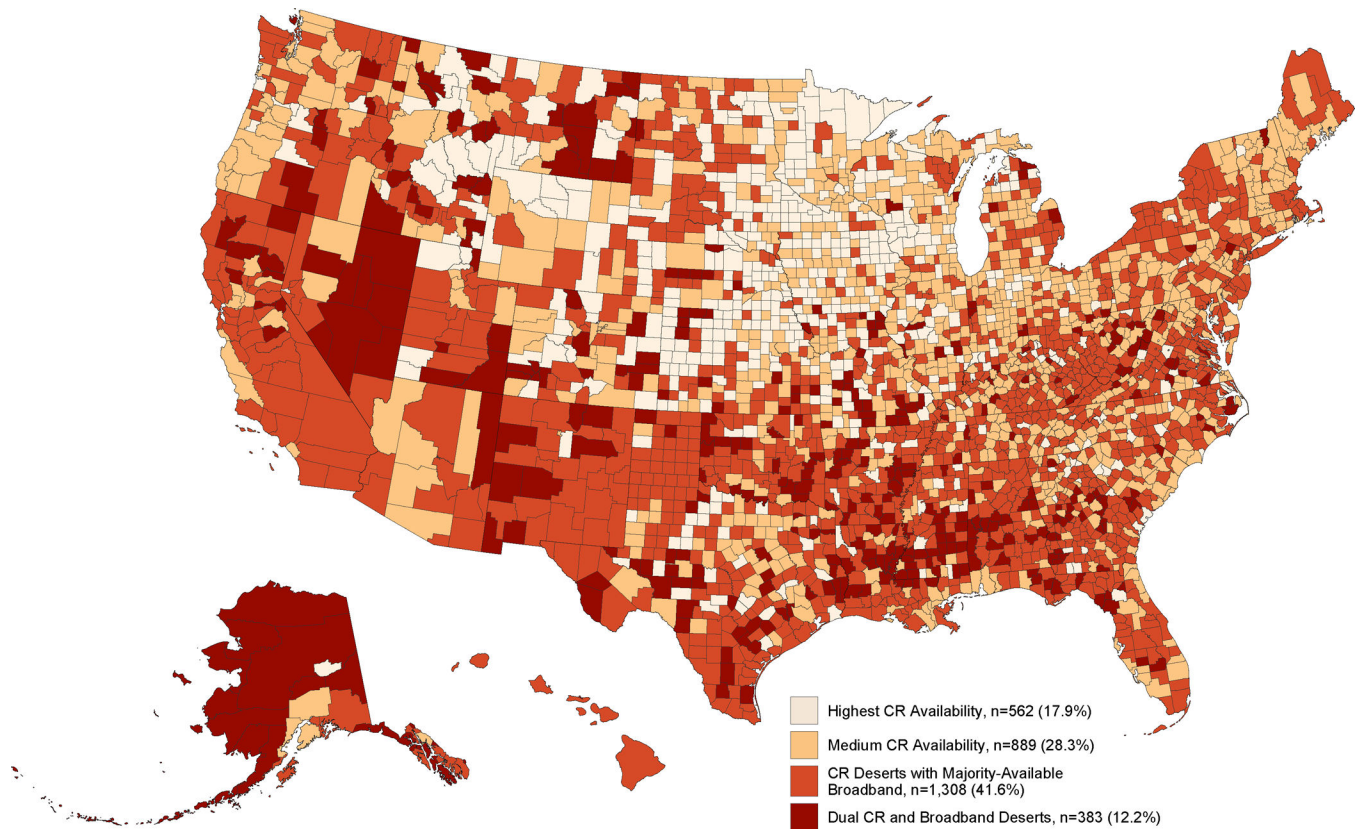 Highest CR Availability, n=562 (17.9%)
Medium CR Availability, n=889 (28.3%)
CR Deserts with Majority-Available
Broadband, n=1,308 (41.6%)
Dual CR and Broadband Deserts, n=383 (12.2%)